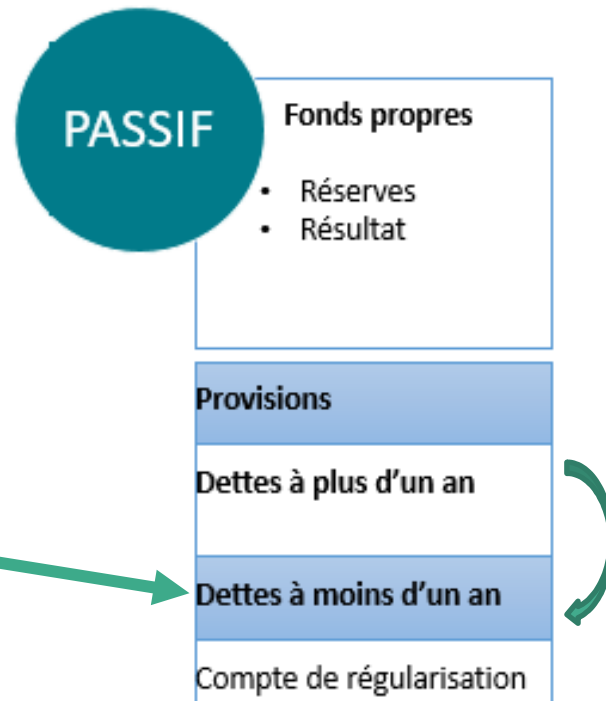 PASSIF
Fonds propres
• Réserves
• Résultat
Provisions
Dettes à plus d'un an
Dettes à moins d'un an
Compte de régularisation